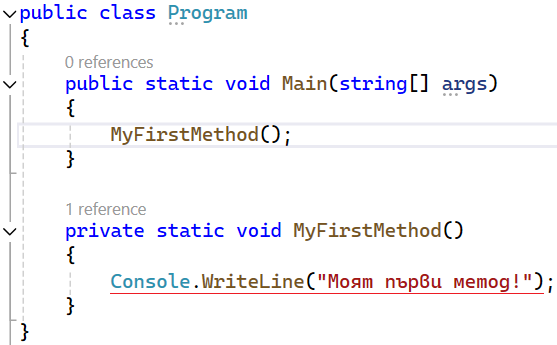 public class Program
{
0 references
public static void Main(string[] args)
{
MyFirstMethod();
}
1 reference
private static void MyFirstMethod()
{
Console.WriteLine("Моят първи метод!");
}
}